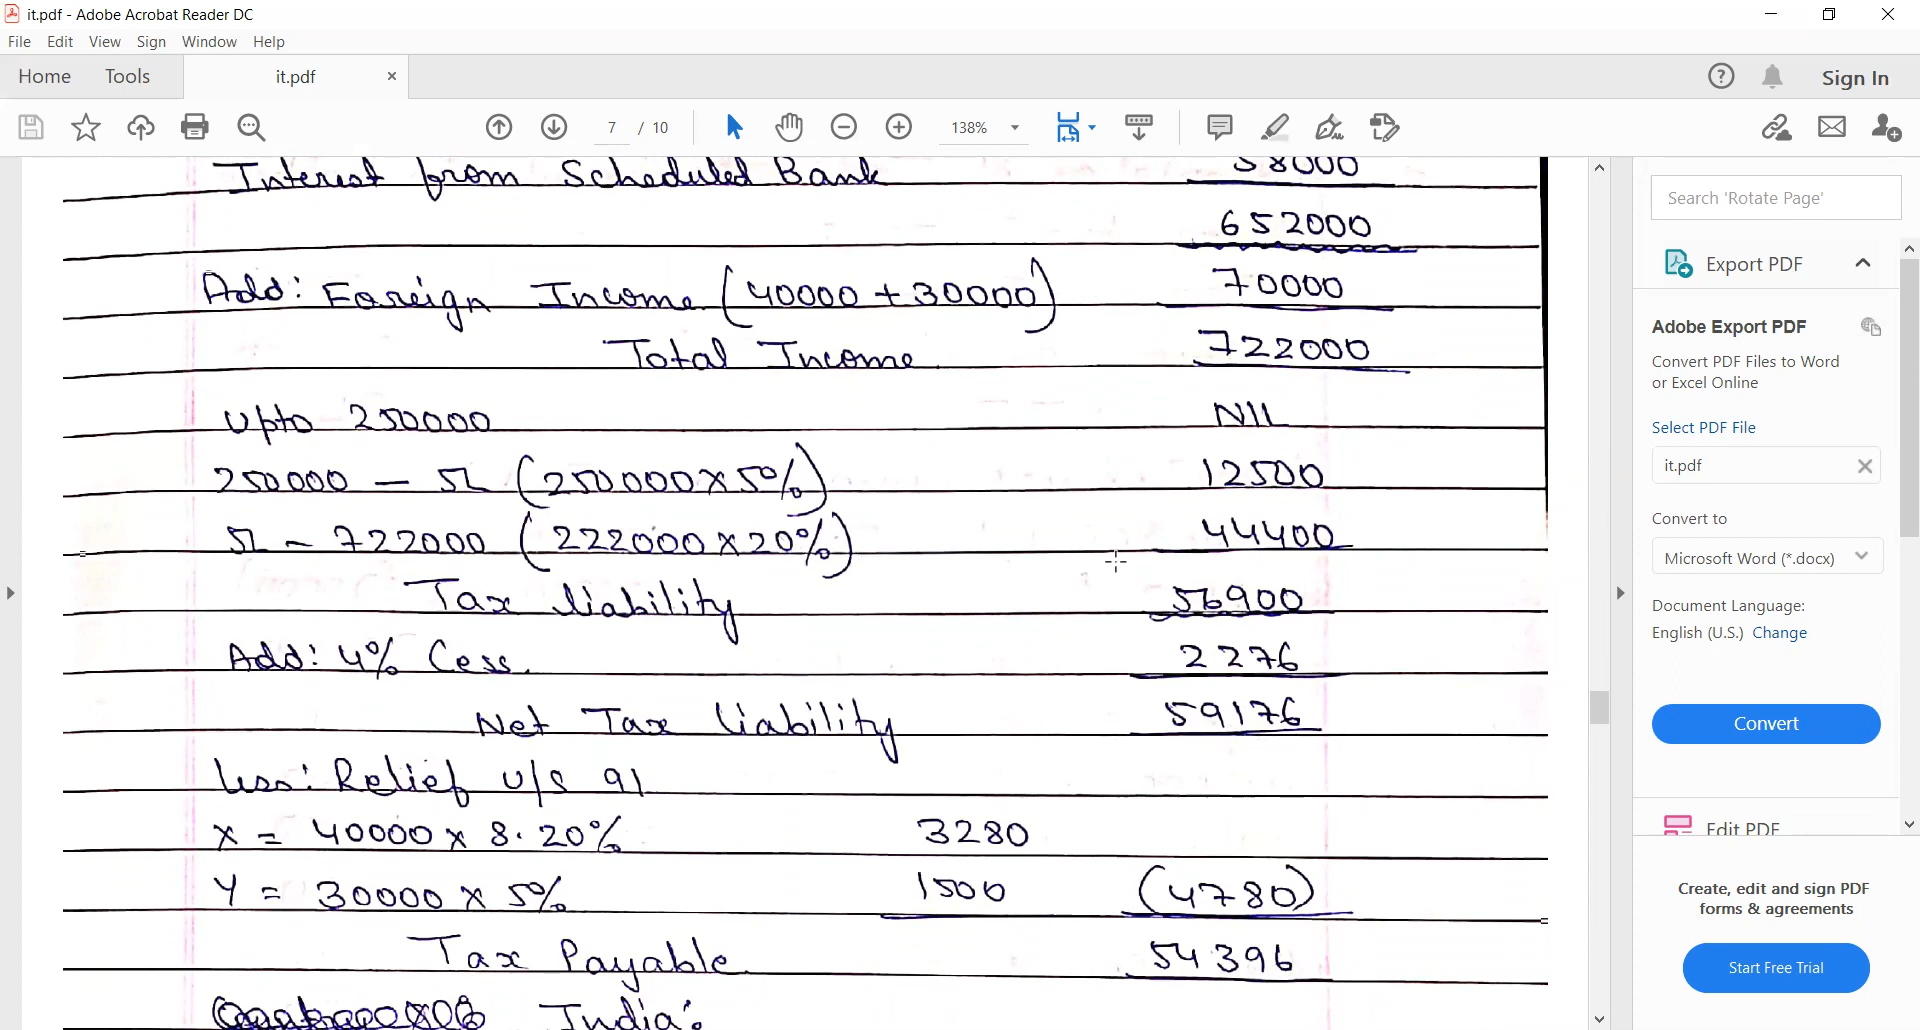 it.pdf - Adobe Acrobat Reader DC
File Edit View Sign Window Help
Home Tools it.pdf ×
Sign In
7 / 10 138%
Interest from Scheduled Bank 58000
652000
Add: Foreign Income (40000 + 30000) 70000
Total Income 722000
Upto 250000 NIL
250000 - 5L (250000 x 5%) 12500
5L - 722000 (222000 x 20%) 44400
Tax liability 56900
Add: 4% Cess. 2276
Net Tax liability 59176
Less: Relief u/s 91
X = 40000 x 8.20% 3280
Y = 30000 x 5% 1500 (4780)
Tax Payable 54396
India:
Search 'Rotate Page'
Export PDF
Adobe Export PDF
Convert PDF Files to Word
or Excel Online
Select PDF File
it.pdf
Convert to
Microsoft Word (*.docx)
Document Language:
English (U.S.) Change
Convert
Edit PDF
Create, edit and sign PDF
forms & agreements
Start Free Trial